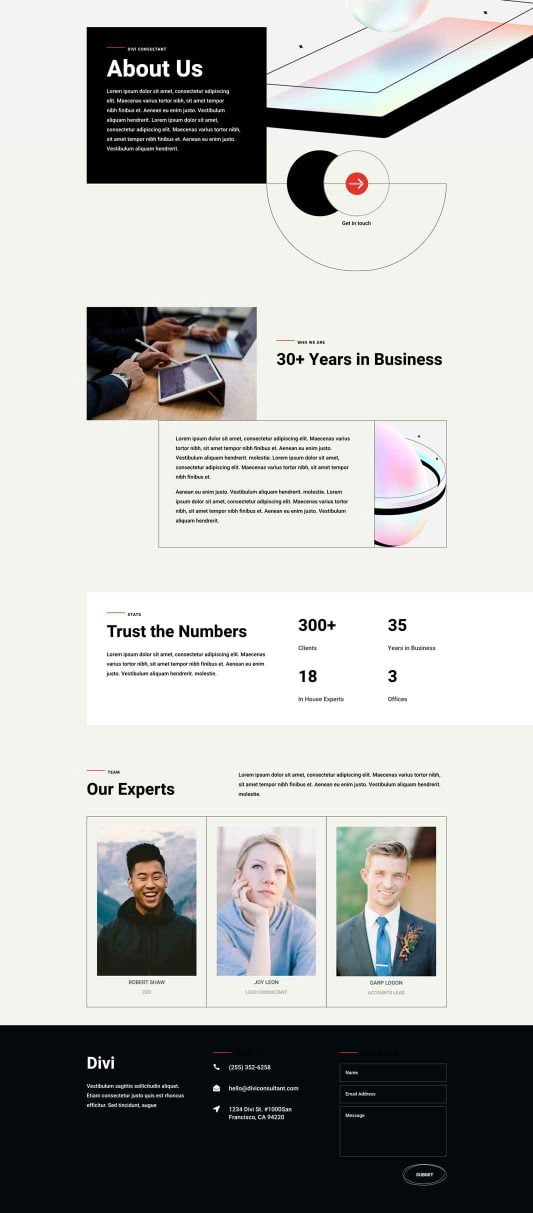 DIVI CONSULTANT
About Us
Lorem ipsum dolor sit amet, consectetur adipiscing
elit. Maecenas varius tortor nibh, sit amet tempor
nibh finibus et. Aenean eu enim justo. Vestibulum
aliquam hendrerit. Lorem ipsum dolor sit amet,
consectetur adipiscing elit. Maecenas varius tortor nibh,
sit amet tempor nibh finibus et. Aenean eu enim justo.
Vestibulum aliquam hendrerit.
Get in touch
WHO WE ARE
30+ Years in Business
Lorem ipsum dolor sit amet, consectetur adipiscing elit. Maecenas varius
tortor nibh, sit amet tempor nibh finibus et. Aenean eu enim justo.
Vestibulum aliquam hendrerit. molestie. Lorem ipsum dolor sit amet,
consectetur adipiscing elit. Maecenas varius tortor nibh, sit amet tempor
nibh finibus et.
Aenean eu enim justo. Vestibulum aliquam hendrerit. molestie. Lorem
ipsum dolor sit amet, consectetur adipiscing elit. Maecenas varius tortor
nibh, sit amet tempor nibh finibus et. Aenean eu enim justo. Vestibulum
aliquam hendrerit.
STATS
Trust the Numbers
Lorem ipsum dolor sit amet, consectetur adipiscing elit. Maecenas varius
tortor nibh, sit amet tempor nibh finibus et. Aenean eu enim
justo. Vestibulum aliquam hendrerit. molestie.
300+
Clients
35
Years in Business
18
In House Experts
3
Offices
TEAM
Our Experts
Lorem ipsum dolor sit amet, consectetur adipiscing elit. Maecenas varius tortor nibh,
sit amet tempor nibh finibus et. Aenean eu enim justo. Vestibulum aliquam hendrerit.
molestie.
ROBERT SHAW
CEO
JOY LEON
LEAD CONSULTANT
GARP LOGON
ACCOUNTS LEAD
Divi
Vestibulum sagittis sollicitudin aliquet.
Etiam consectetur justo quis est rhoncus
efficitur. Sed tincidunt, augue
(255) 352-6258
hello@diviconsultant.com
1234 Divi St. #1000San
Francisco, CA 94220
Name
Email Address
Message
SUBMIT